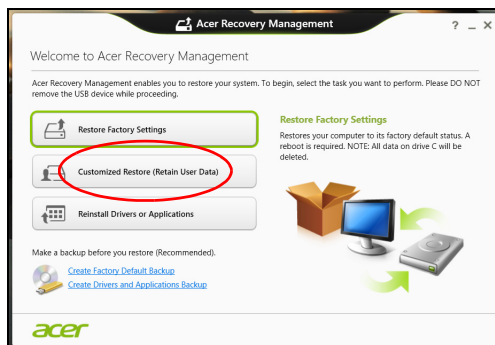 Acer Recovery Management
? _ X
Welcome to Acer Recovery Management
Acer Recovery Management enables you to restore your system. To begin, select the task you want to perform. Please DO NOT
remove the USB device while proceeding.
Restore Factory Settings
Customized Restore (Retain User Data)
Reinstall Drivers or Applications
Restore Factory Settings
Restores your computer to its factory default status. A
reboot is required. NOTE: All data on drive C will be
deleted.
Make a backup before you restore (Recommended).
Create Factory Default Backup
Create Drivers and Applications Backup
acer